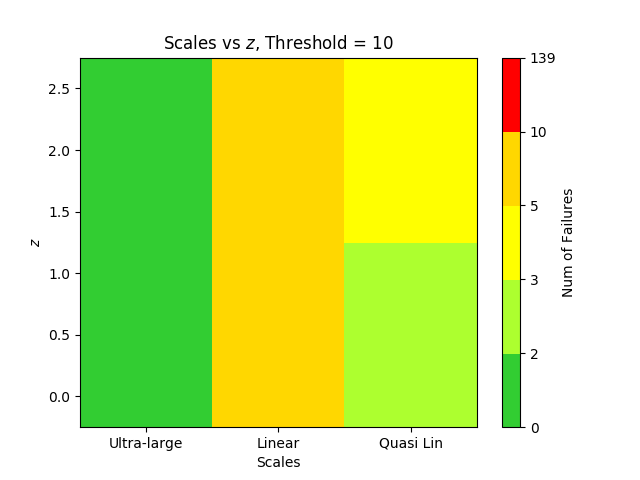 Scales vs z, Threshold = 10
2.5
2.0
1.5
1.0
0.5
0.0
z
Ultra-large
Linear
Quasi Lin
Scales
139
10
5
3
2
0
Num of Failures